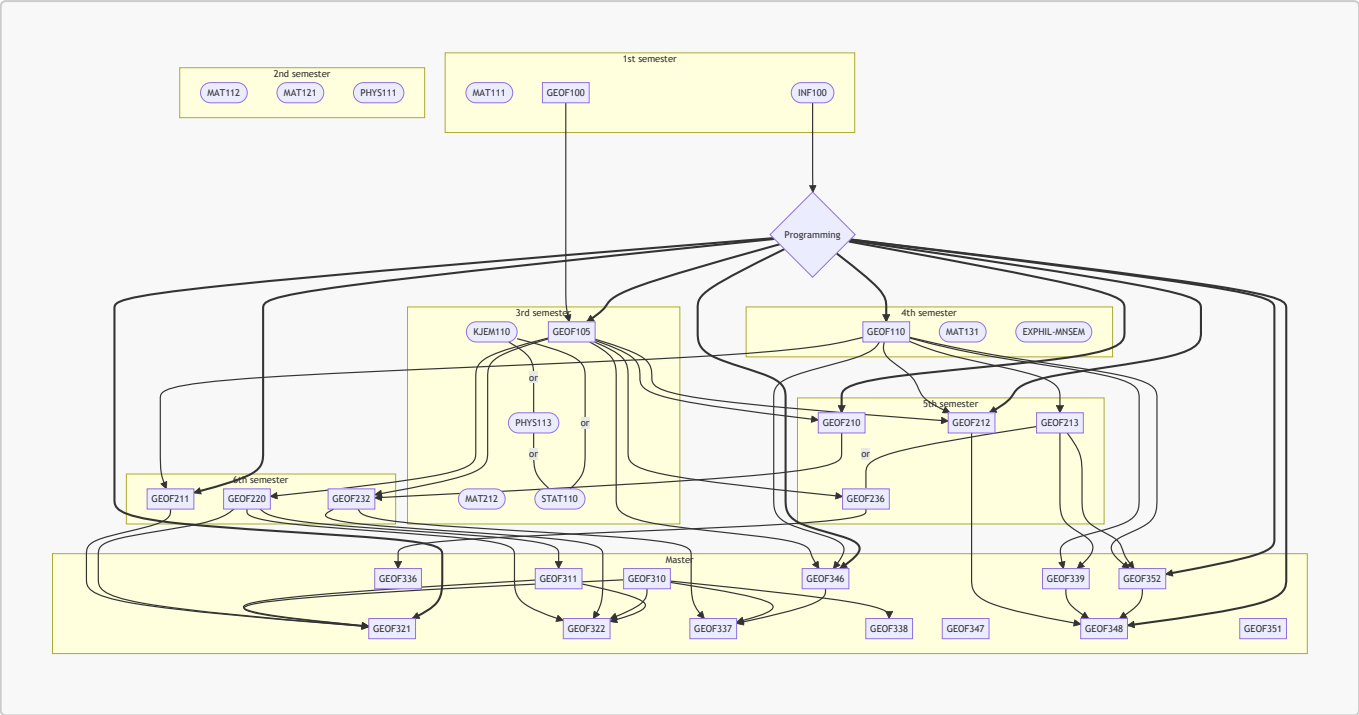 1st semester
2nd semester
MAT112
MAT121
PHYS111
MAT111
GEOF100
INF100
Programming
3rd semester
4th semester
KJEM110
GEOF105
GEOF110
MAT131
EXPHIL-MNSEM
or
5th semester
PHYS113
or
GEOF210
GEOF212
GEOF213
or
or
6th semester
GEOF211
GEOF220
GEOF232
MAT212
STAT110
GEOF236
Master
GEOF336
GEOF311
GEOF310
GEOF346
GEOF339
GEOF352
GEOF321
GEOF322
GEOF337
GEOF338
GEOF347
GEOF348
GEOF351